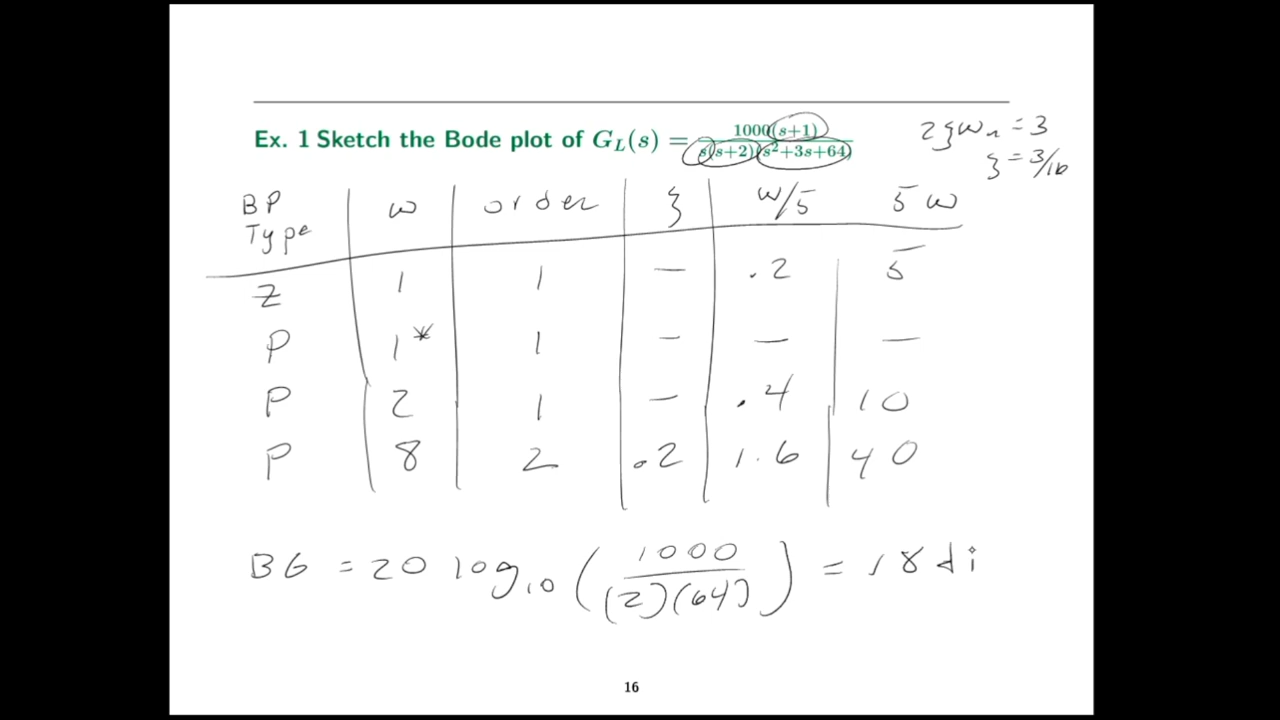 Ex. 1 Sketch the Bode plot of G_L(s) = 1000(s+1) / s(s+2)(s²+3s+64)
2ξω_n = 3
ξ = 3/16
BP Type | ω | order | ξ | ω/5 | 5ω
Z | 1 | 1 | — | .2 | 5
P | 1* | 1 | — | — | —
P | 2 | 1 | — | .4 | 10
P | 8 | 2 | .2 | 1.6 | 40
BG = 20 log₁₀ (1000 / (2)(64)) = 18 di
16